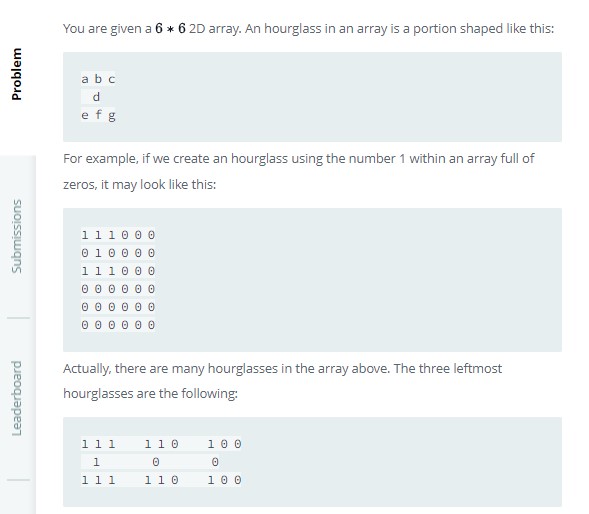 Problem
Submissions
Leaderboard
You are given a 6 * 6 2D array. An hourglass in an array is a portion shaped like this:
a b c
d
e f g
For example, if we create an hourglass using the number 1 within an array full of
zeros, it may look like this:
1 1 1 0 0 0
0 1 0 0 0 0
1 1 1 0 0 0
0 0 0 0 0 0
0 0 0 0 0 0
0 0 0 0 0 0
Actually, there are many hourglasses in the array above. The three leftmost
hourglasses are the following:
1 1 1 1 1 0 1 0 0
1 0 0
1 1 1 1 1 0 1 0 0